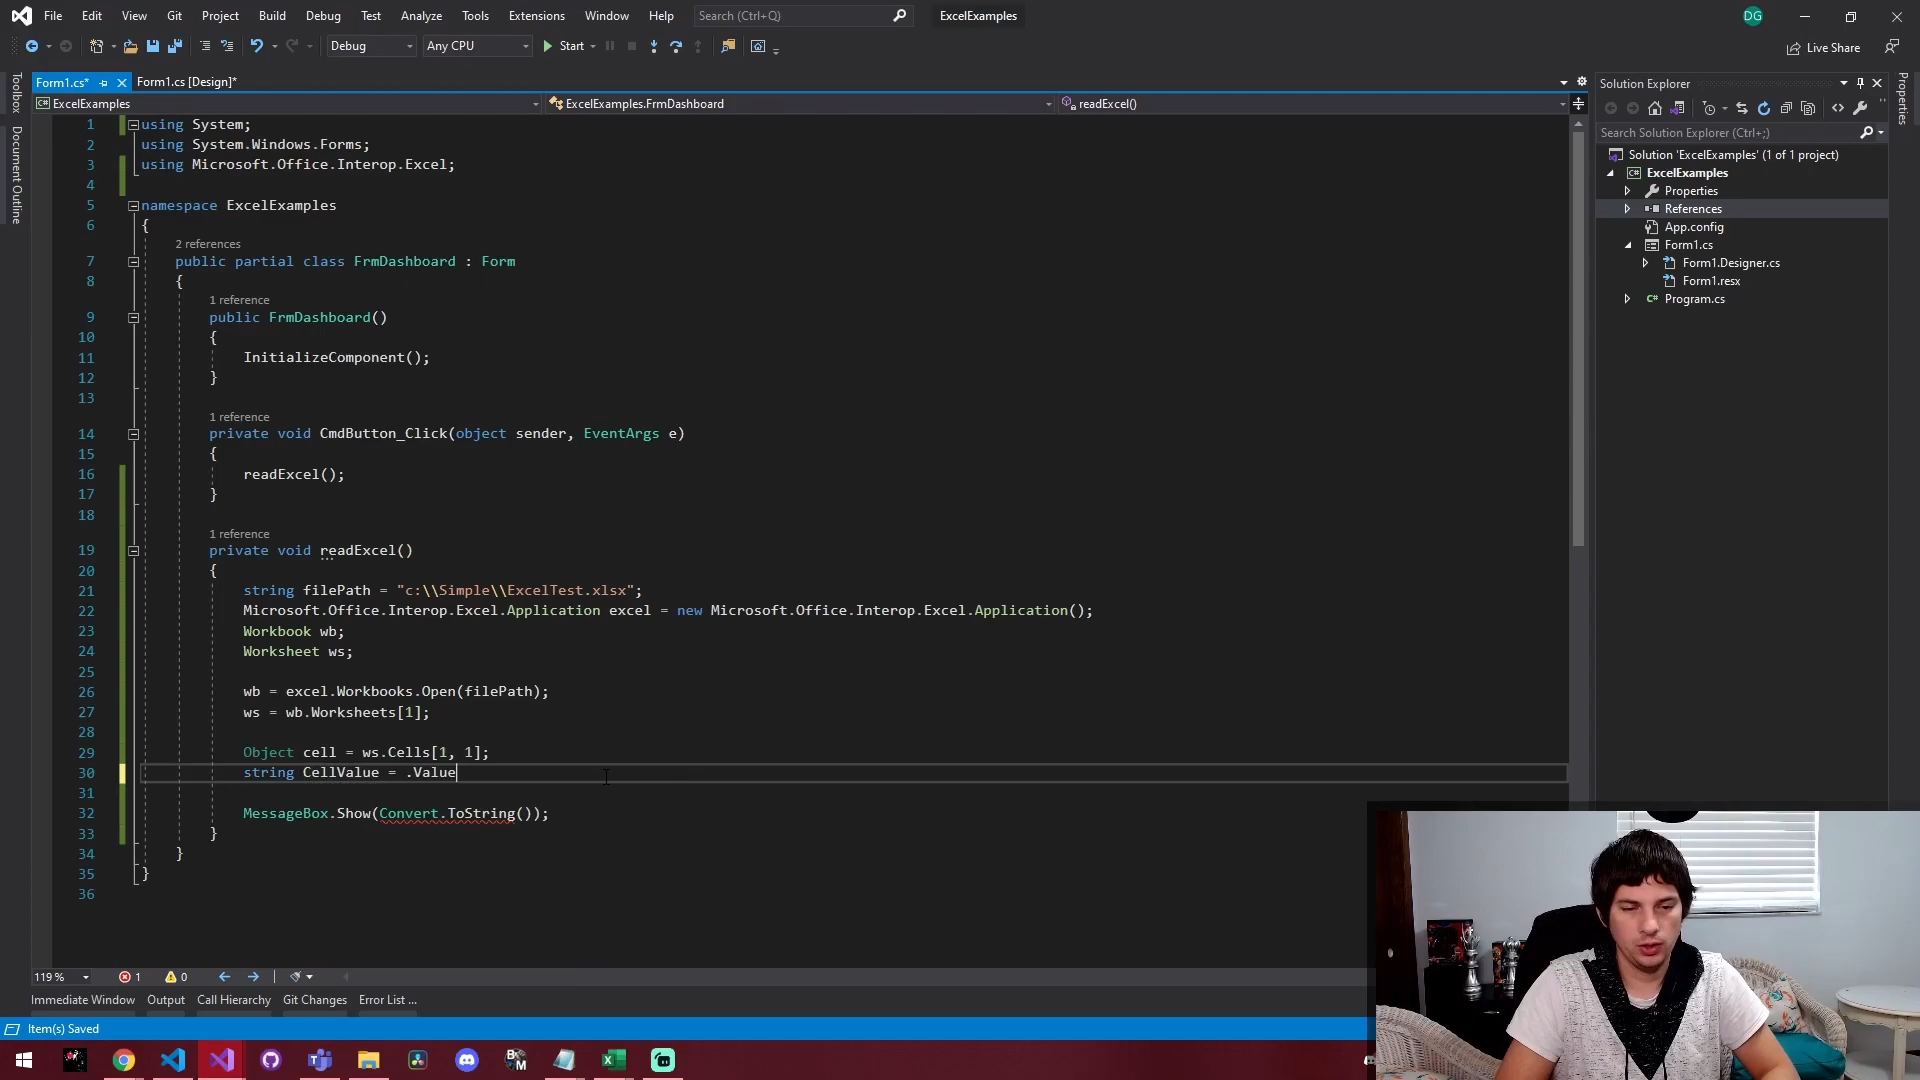 File Edit View Git Project Build Debug Test Analyze Tools Extensions Window Help Search (Ctrl+Q) ExcelExamples DG
Debug Any CPU Start Live Share
Toolbox
Document Outline
Form1.cs* Form1.cs [Design]*
ExcelExamples ExcelExamples.FrmDashboard readExcel()
1 using System;
2 using System.Windows.Forms;
3 using Microsoft.Office.Interop.Excel;
4
5 namespace ExcelExamples
6 {
2 references
7 public partial class FrmDashboard : Form
8 {
1 reference
9 public FrmDashboard()
10 {
11 InitializeComponent();
12 }
13
1 reference
14 private void CmdButton_Click(object sender, EventArgs e)
15 {
16 readExcel();
17 }
18
1 reference
19 private void readExcel()
20 {
21 string filePath = "c:\\Simple\\ExcelTest.xlsx";
22 Microsoft.Office.Interop.Excel.Application excel = new Microsoft.Office.Interop.Excel.Application();
23 Workbook wb;
24 Worksheet ws;
25
26 wb = excel.Workbooks.Open(filePath);
27 ws = wb.Worksheets[1];
28
29 Object cell = ws.Cells[1, 1];
30 string CellValue = .Value
31
32 MessageBox.Show(Convert.ToString());
33 }
34 }
35 }
36
119 % 1 0
Immediate Window Output Call Hierarchy Git Changes Error List ...
Item(s) Saved
Solution Explorer
Search Solution Explorer (Ctrl+;)
Solution 'ExcelExamples' (1 of 1 project)
C# ExcelExamples
Properties
References
App.config
Form1.cs
Form1.Designer.cs
Form1.resx
C# Program.cs
Properties